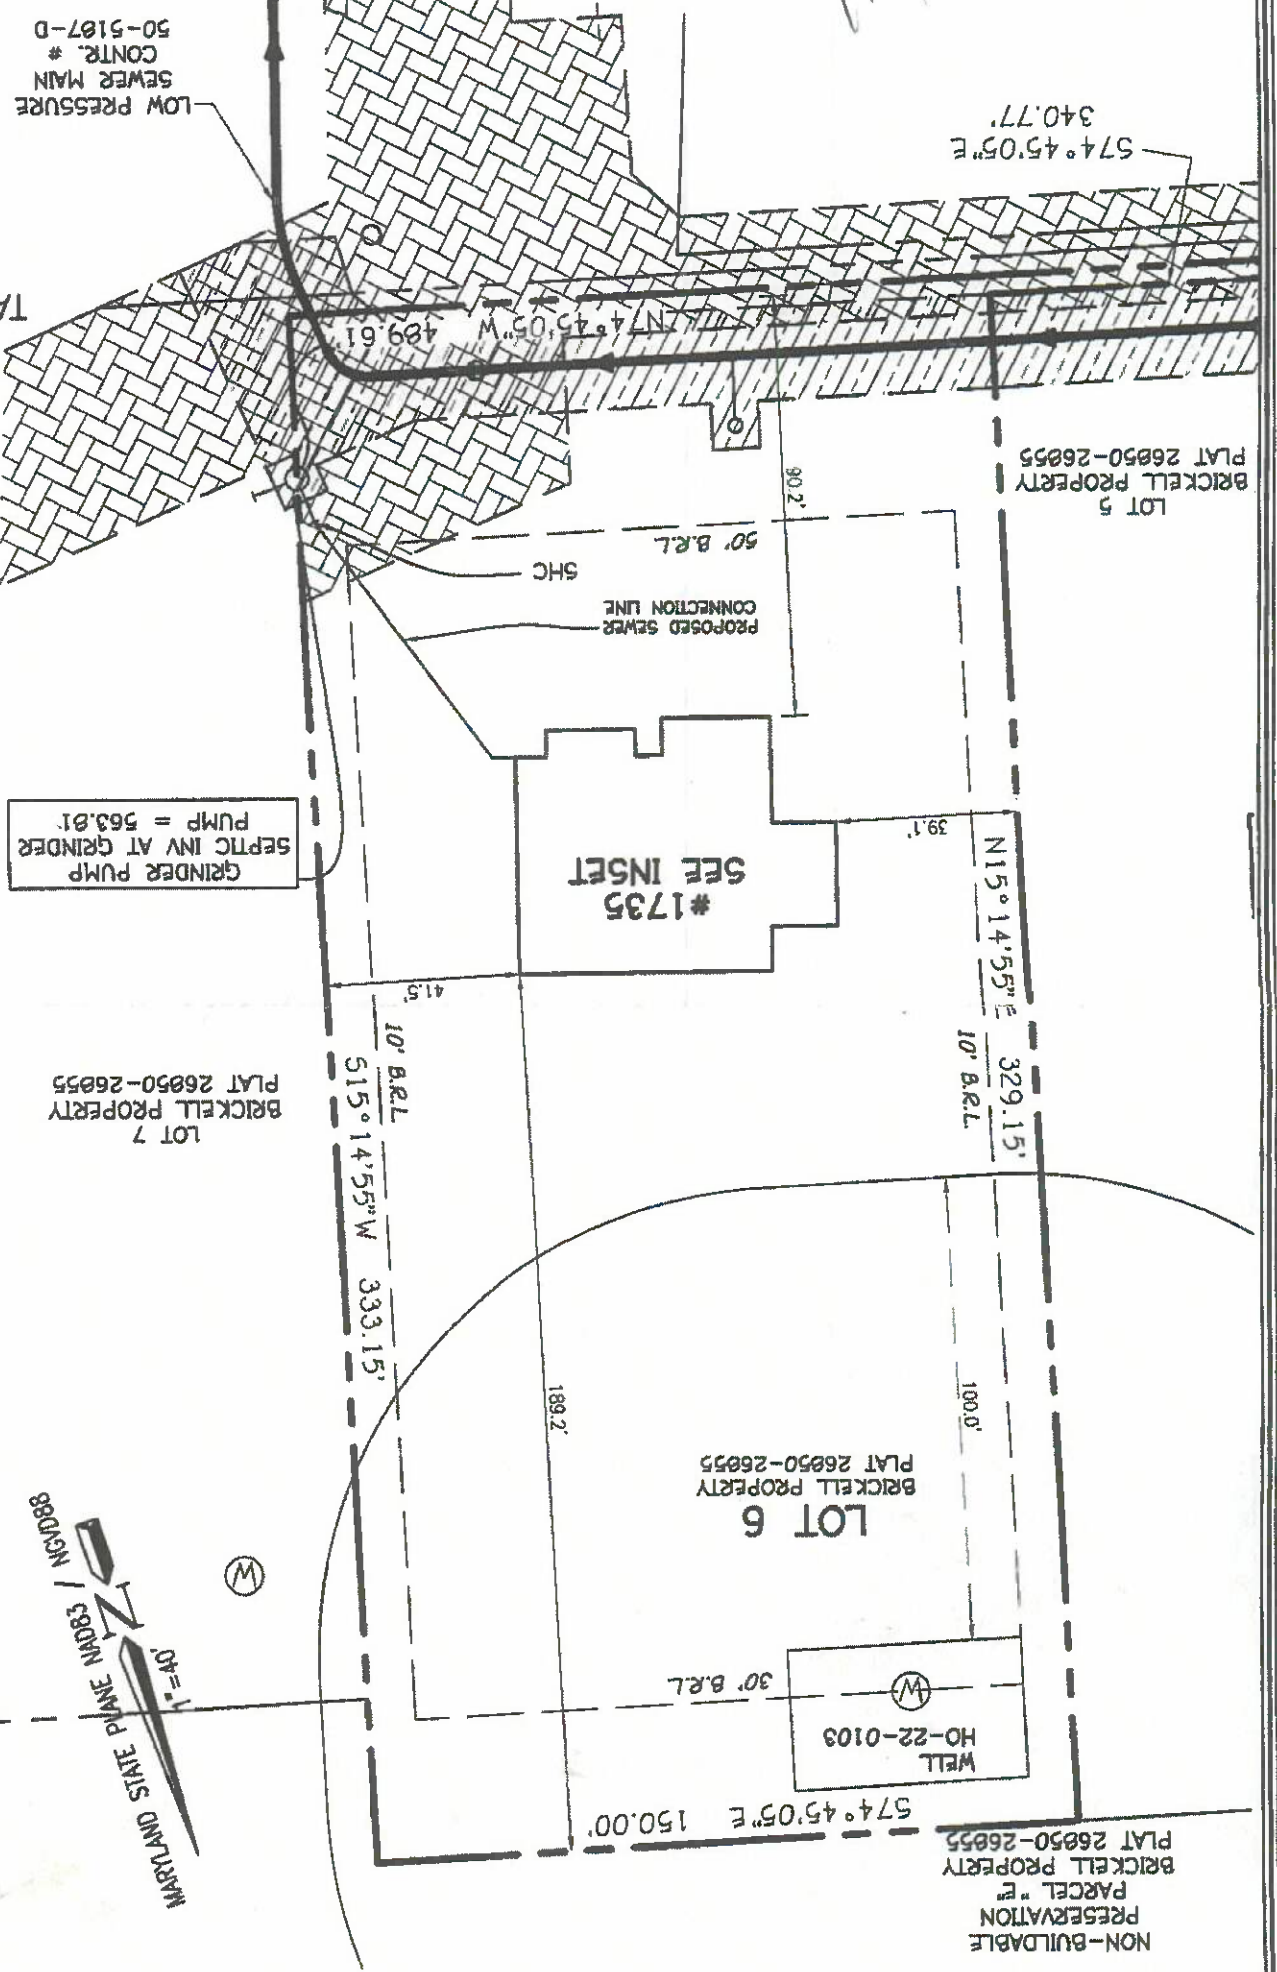 NON-BUILDABLE
PRESERVATION
PARCEL "E"
BRICKELL PROPERTY
PLAT 26850-26855
S74°45'05"E 150.00'
WELL
HO-22-0103
30' B.R.L.
W
LOT 6
BRICKELL PROPERTY
PLAT 26850-26855
100.0'
189.2'
MARYLAND STATE PLANE NAD83 / NGVD88
1"=40'
N
W
N15°14'55"E 329.15'
10' B.R.L.
S15°14'55"W 333.15'
10' B.R.L.
LOT 7
BRICKELL PROPERTY
PLAT 26850-26855
41.5'
39.1'
#1735
SEE INSET
GRINDER PUMP
SEPTIC INV AT GRINDER
PUMP = 563.81
PROPOSED SEWER
CONNECTION LINE
SHC
50' B.R.L.
90.2'
LOT 5
BRICKELL PROPERTY
PLAT 26850-26855
N74°45'05"W 489.61
TA
S74°45'05"E
340.77'
LOW PRESSURE
SEWER MAIN
CONTR. #
50-5187-D